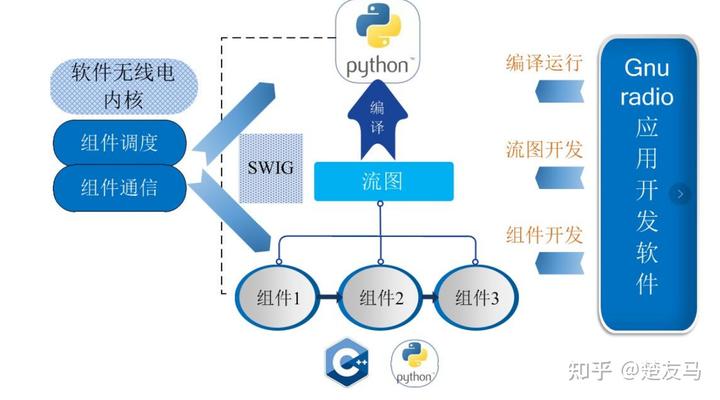 软件无线电
内核
组件调度
组件通信
python
编译
SWIG
流图
组件1
组件2
组件3
C++
python
编译运行
流图开发
组件开发
Gnu
radio
应用开发软件
知乎 @楚友马